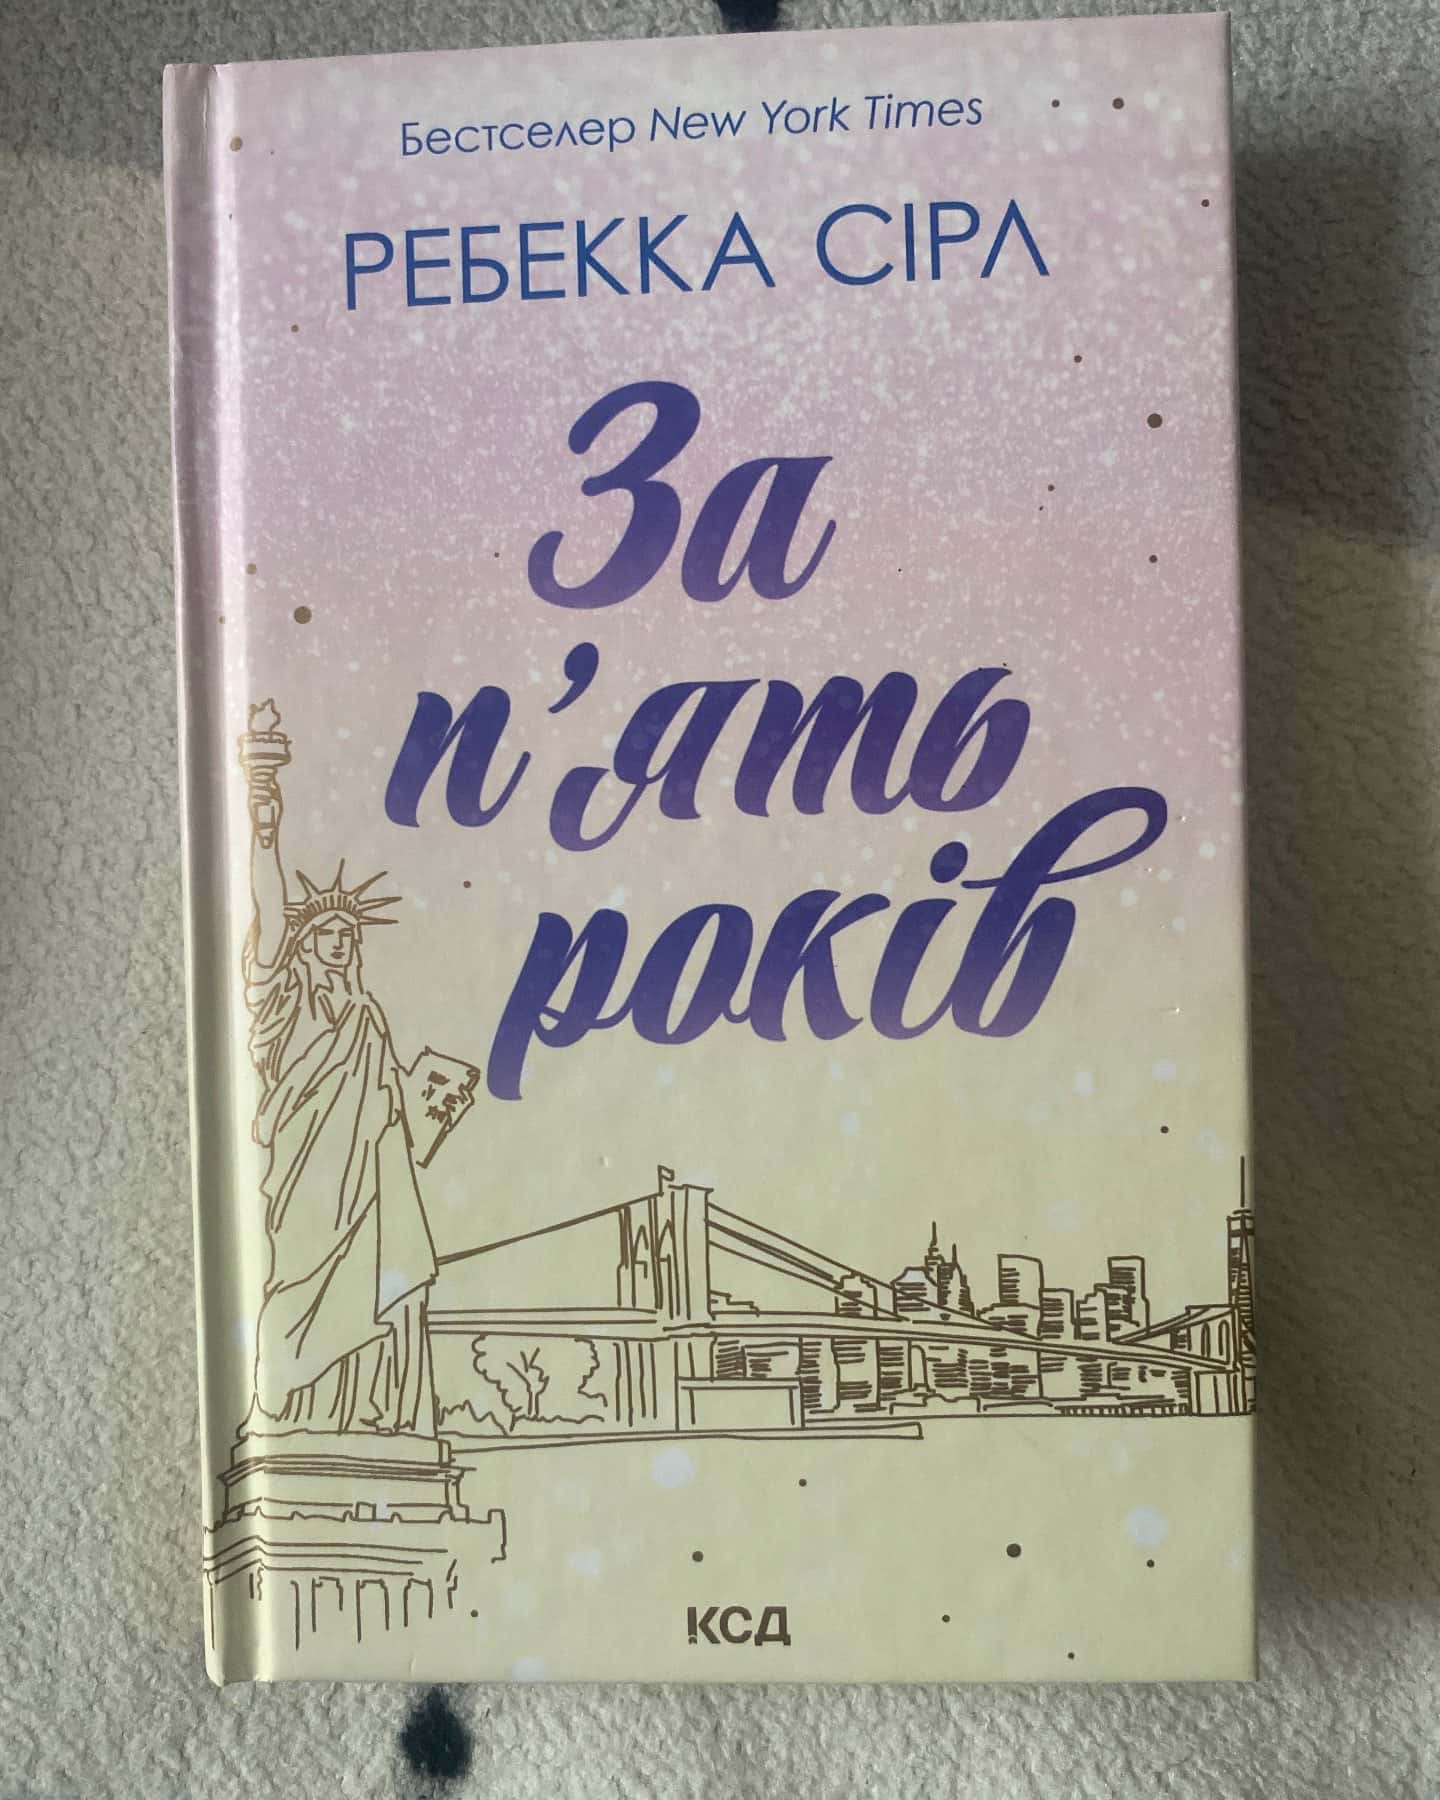 Бестселер New York Times
РЕБЕККА СІРЛ
За
п’ять
років
КСД